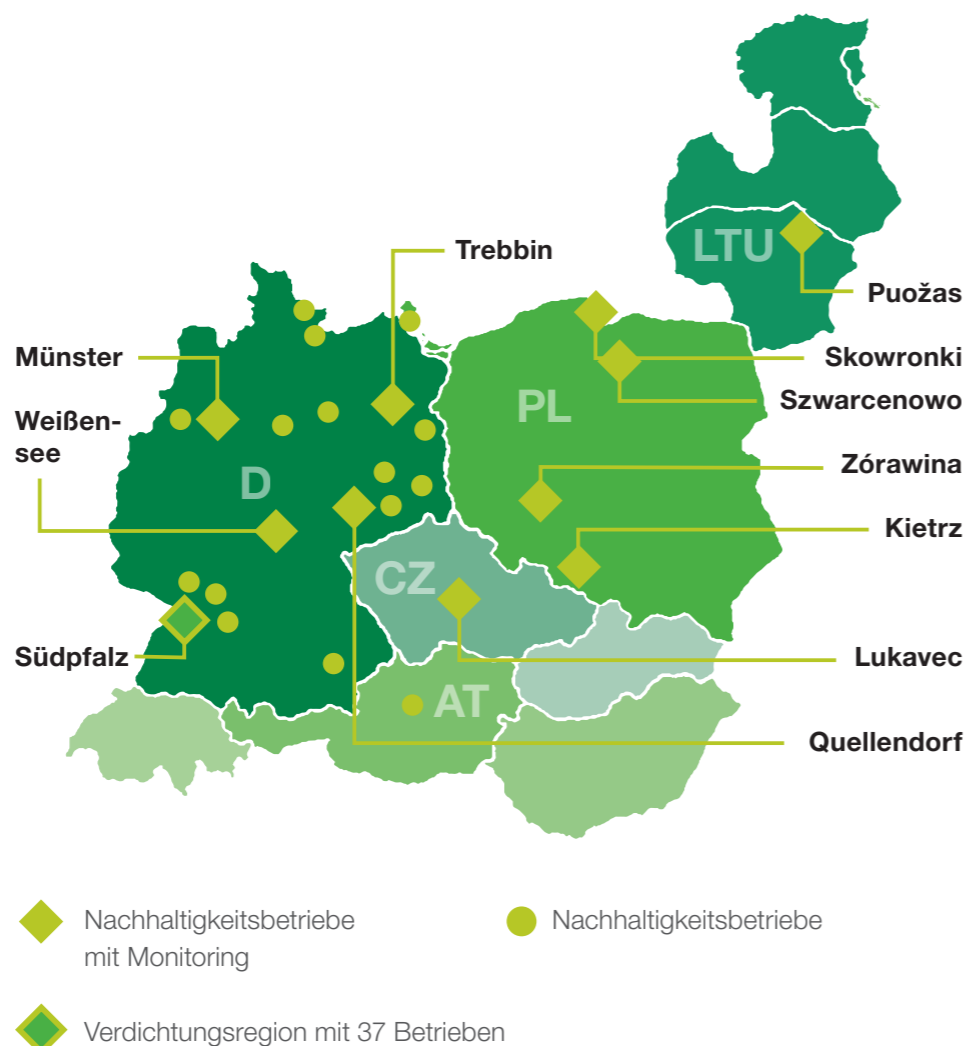 Trebbin
LTU
Puožas
Münster
Skowronki
Szwarcenowo
Weißen-
see
PL
D
Zórawina
Kietrz
CZ
Südpfalz
Lukavec
AT
Quellendorf
Nachhaltigkeitsbetriebe
mit Monitoring
Nachhaltigkeitsbetriebe
Verdichtungsregion mit 37 Betrieben